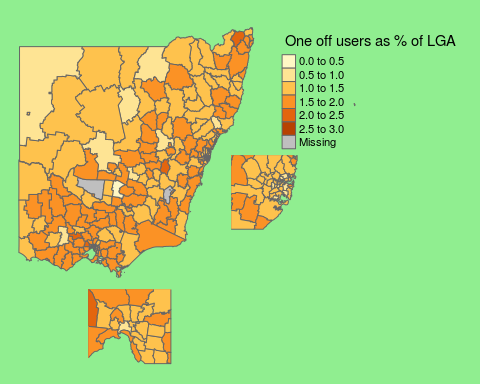 One off users as % of LGA
0.0 to 0.5
0.5 to 1.0
1.0 to 1.5
1.5 to 2.0
2.0 to 2.5
2.5 to 3.0
Missing